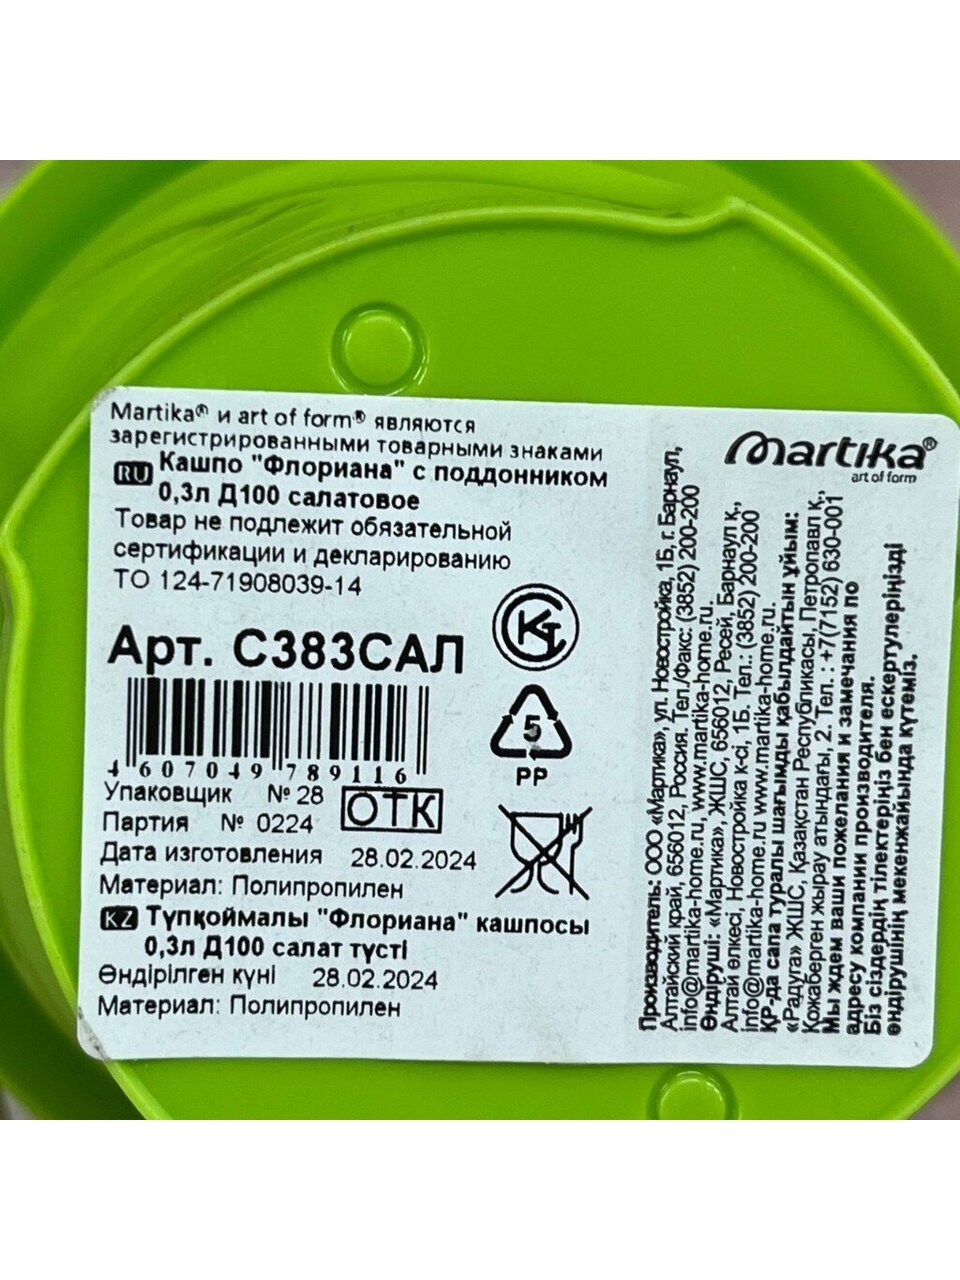 Martika® и art of form® являются
зарегистрированными товарными знаками
RU Кашпо "Флориана" с поддонником
0,3л Д100 салатовое
Товар не подлежит обязательной
сертификации и декларированию
ТО 124-71908039-14
Арт. С383САЛ
4 607049 789116
Упаковщик № 28
Партия № 0224
ОТК
Дата изготовления 28.02.2024
Материал: Полипропилен
KZ Түпқоймалы "Флориана" кашпосы
0,3л Д100 салат түсті
Өндірілген күні 28.02.2024
Материал: Полипропилен
5
PP
martika®
art of form
Производитель: ООО «Мартика», ул. Новостройка, 1Б, г. Барнаул,
Алтайский край, 656012, Россия. Тел./Факс: (3852) 200-200
info@martika-home.ru, www.martika-home.ru.
Өндіруші: «Мартика» ЖШС, 656012, Ресей, Барнаул к.,
Алтай өлкесі, Новостройка к-сі, 1Б. Тел.: (3852) 200-200
info@martika-home.ru www.martika-home.ru.
ҚР-да сапа туралы шағымды қабылдайтын ұйым:
«Радуга» ЖШС, Қазақстан Республикасы, Петропавл қ.,
Кожаберген жырау атындағы, 2. Тел. : +7(7152) 630-001
Мы ждем ваши пожелания и замечания по
адресу компании производителя.
Біз сіздердің тілектеріңіз бен ескертулеріңізді
өндірушінің мекенжайында күтеміз.